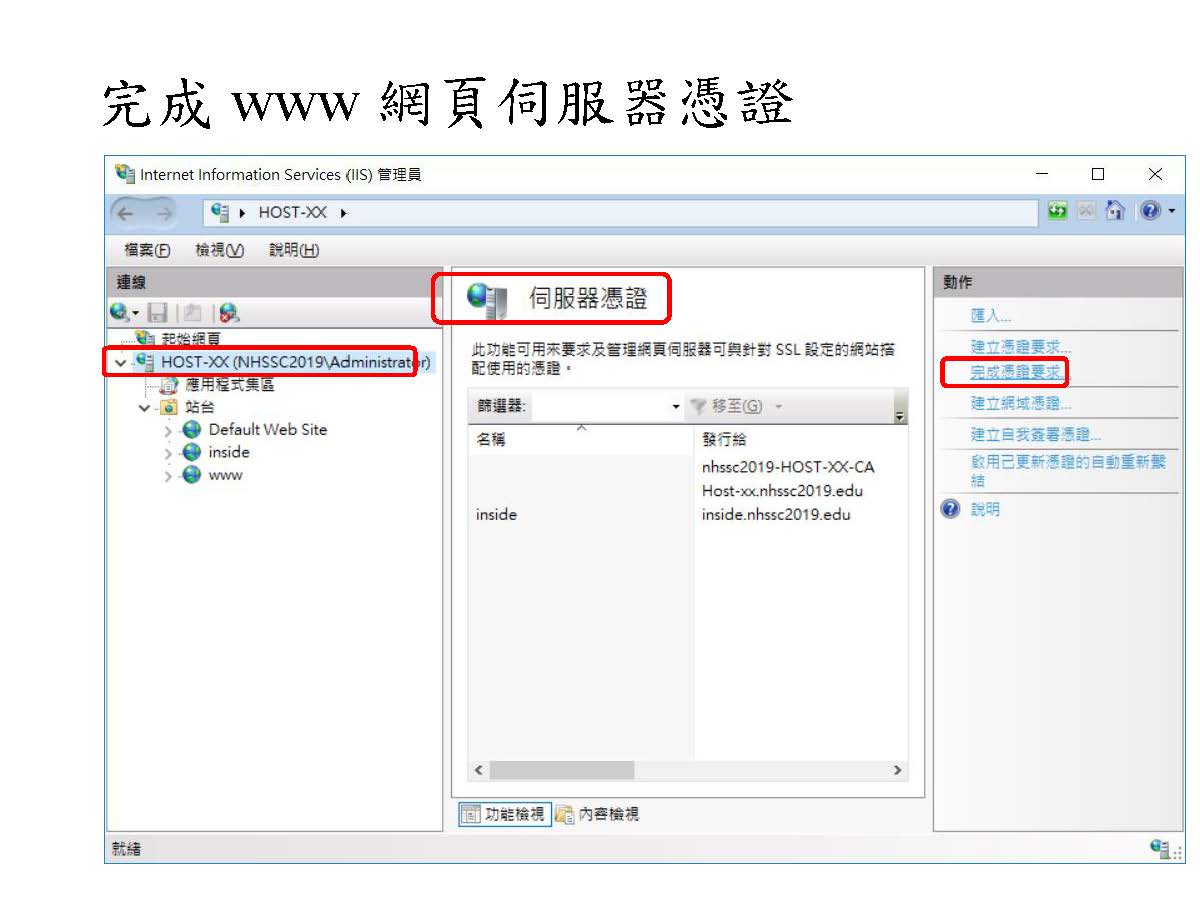 完成 www 網頁伺服器憑證
Internet Information Services (IIS) 管理員
HOST-XX
檔案(F) 檢視(V) 說明(H)
連線
起始網頁
HOST-XX (NHSSC2019\Administrator)
應用程式集區
站台
Default Web Site
inside
www
伺服器憑證
此功能可用來要求及管理網頁伺服器可與針對 SSL 設定的網站搭
配使用的憑證。
篩選器: 移至(G)
名稱 發行給
nhssc2019-HOST-XX-CA
Host-xx.nhssc2019.edu
inside inside.nhssc2019.edu
功能檢視 內容檢視
動作
匯入...
建立憑證要求...
完成憑證要求...
建立網域憑證...
建立自我簽署憑證...
啟用已更新憑證的自動重新繫
結
說明
就緒